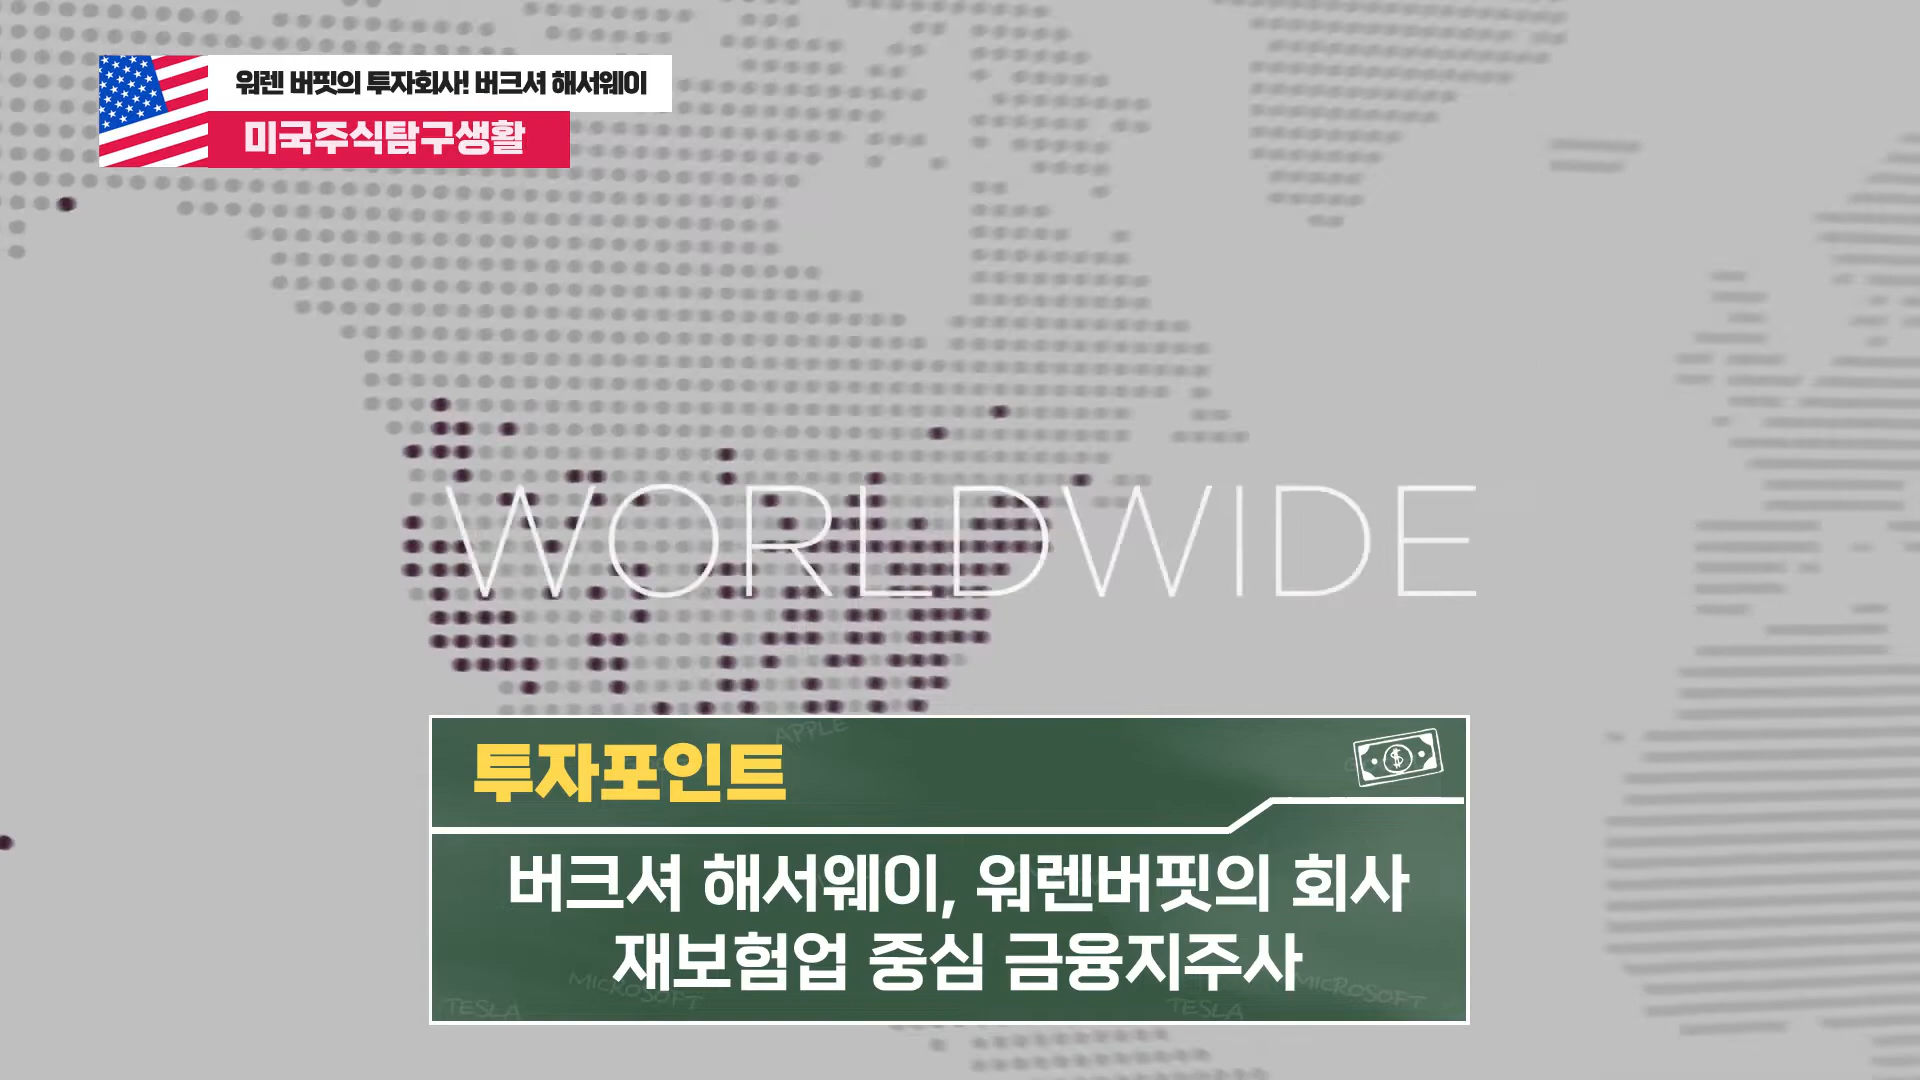 워렌 버핏의 투자회사! 버크셔 해서웨이
미국주식탐구생활
WORLDWIDE
APPLE
투자포인트
버크셔 해서웨이, 워렌버핏의 회사
재보험업 중심 금융지주사
MICROSOFT
MICROSOFT
TESLA
TESLA